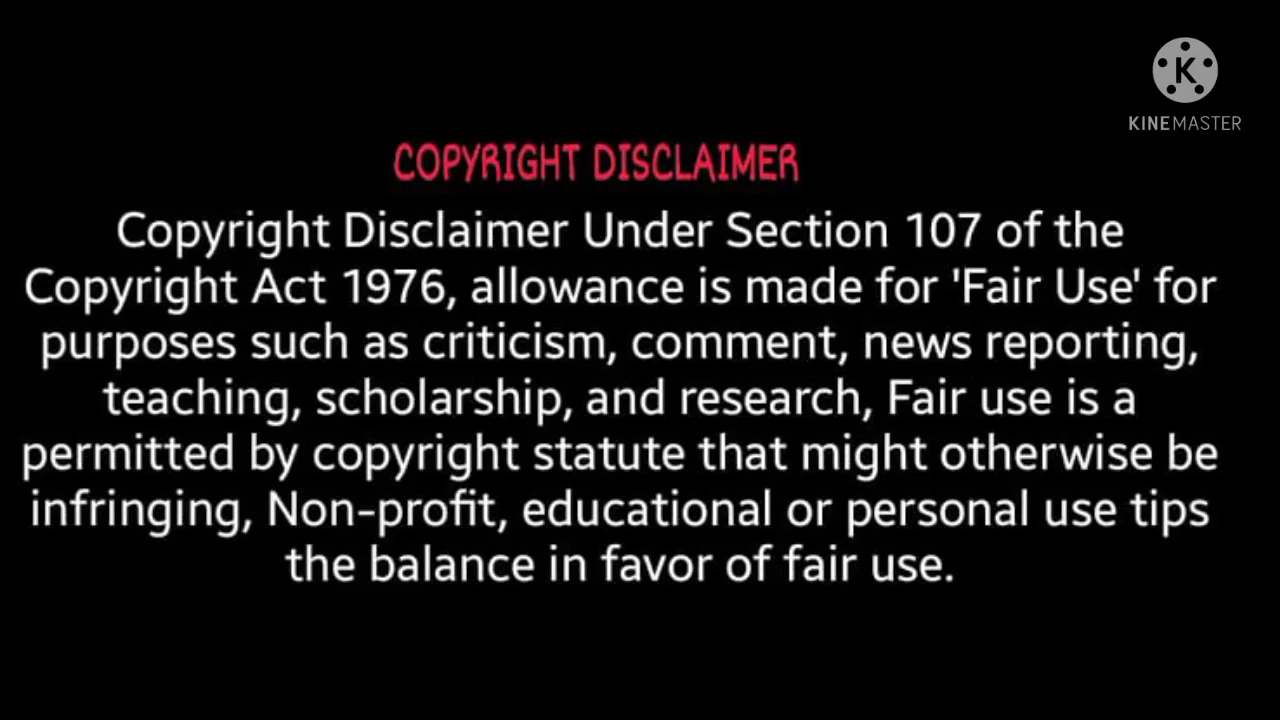 K
KINEMASTER
COPYRIGHT DISCLAIMER
Copyright Disclaimer Under Section 107 of the
Copyright Act 1976, allowance is made for 'Fair Use' for
purposes such as criticism, comment, news reporting,
teaching, scholarship, and research, Fair use is a
permitted by copyright statute that might otherwise be
infringing, Non-profit, educational or personal use tips
the balance in favor of fair use.